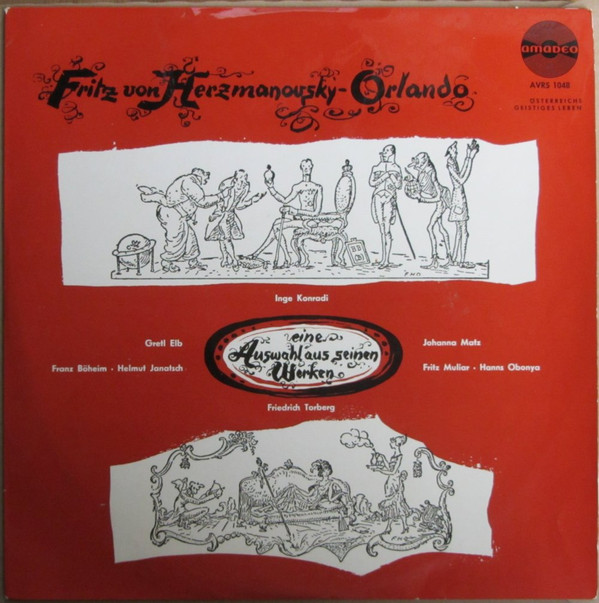 amadeo
AVRS 1048
ÖSTERREICHS
GEISTIGES LEBEN
Fritz von Herzmanovsky-Orlando
FHO
Inge Konradi
Gretl Elb
Johanna Matz
eine
Auswahl aus seinen
Werken
Franz Böheim · Helmut Janatsch
Fritz Muliar · Hanns Obonya
Friedrich Torberg